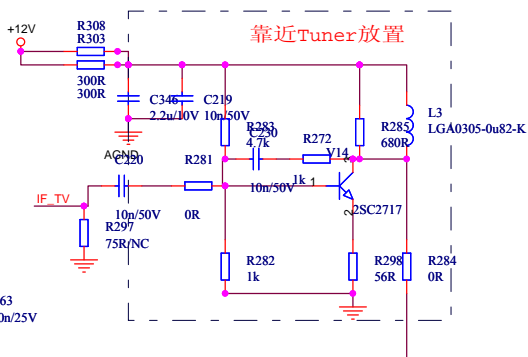 靠近Tuner放置
+12V
R308
R303
300R
300R
C346
2.2u/10V
C219
10n/50V
R283
4.7k
C230
10n/50V
R272
1k
V14
3
1
2
2SC2717
R285
680R
L3
LGA0305-0u82-K
AGND
C220
10n/50V
R281
0R
IF_TV
R297
75R/NC
R282
1k
R298
56R
R284
0R
63
0n/25V